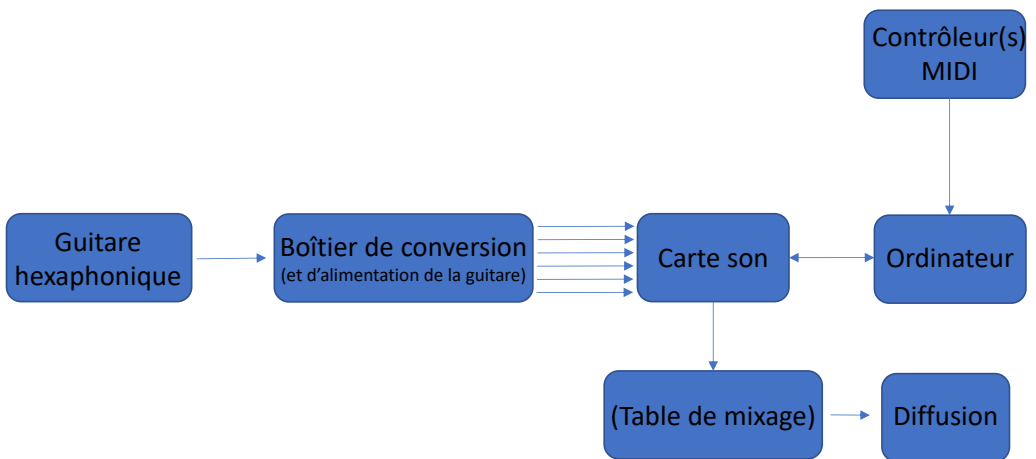 Contrôleur(s)
MIDI
Guitare
hexaphonique
Boîtier de conversion
(et d'alimentation de la guitare)
Carte son
Ordinateur
(Table de mixage)
Diffusion